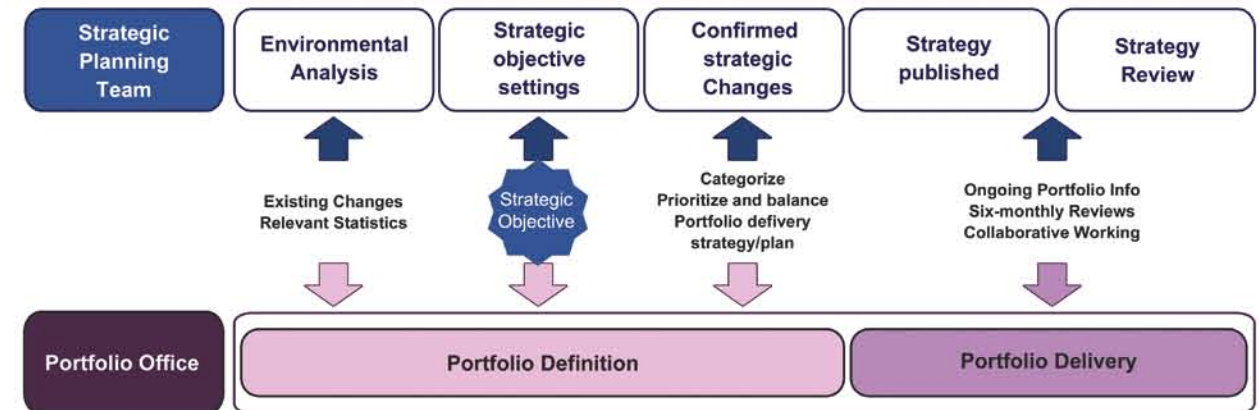 Strategic
Planning
Team
Environmental
Analysis
Strategic
objective
settings
Confirmed
strategic
Changes
Strategy
published
Strategy
Review
Existing Changes
Relevant Statistics
Strategic
Objective
Categorize
Prioritize and balance
Portfolio defivery
strategy/plan
Ongoing Portfolio Info
Six-monthly Reviews
Collaborative Working
Portfolio Office
Portfolio Definition
Portfolio Delivery